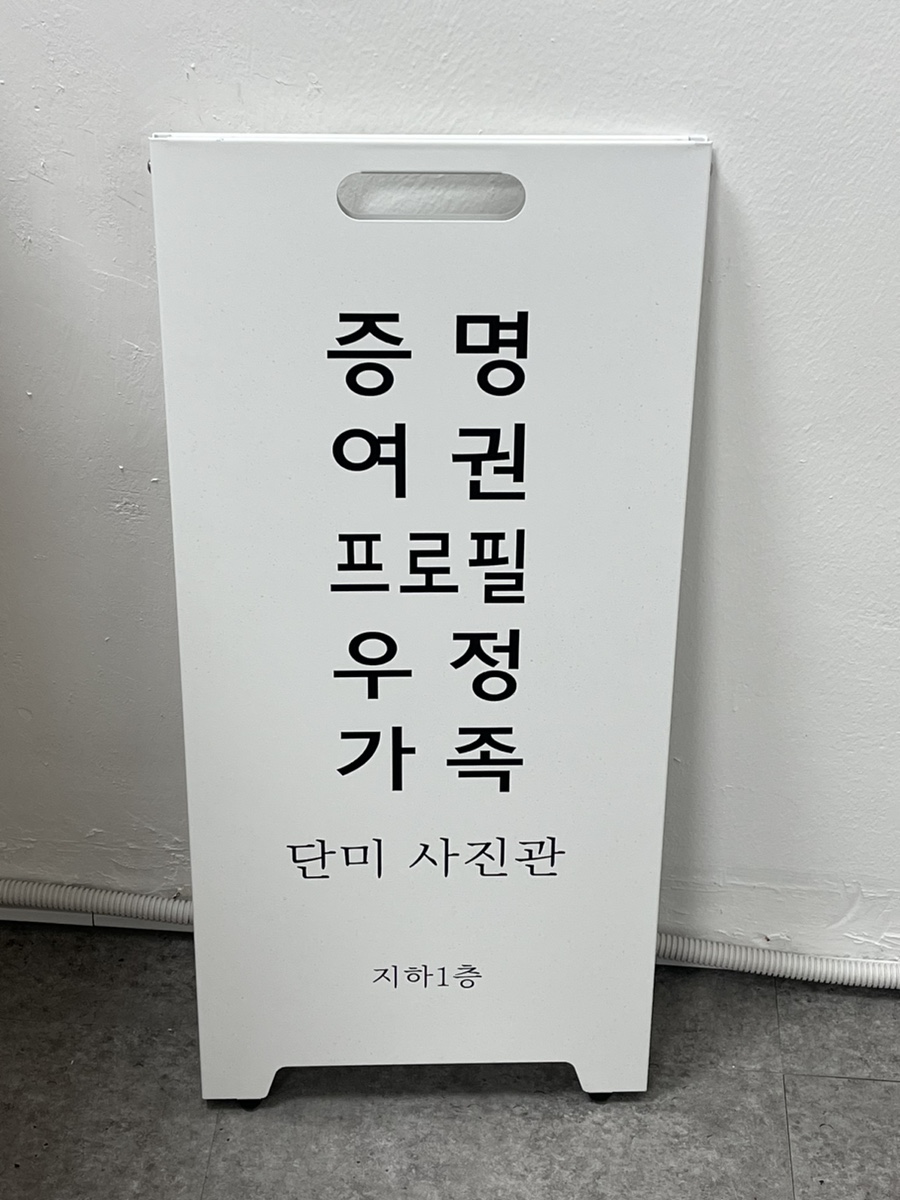 증 명
여 권
프로필
우 정
가 족
단미 사진관
지하1층